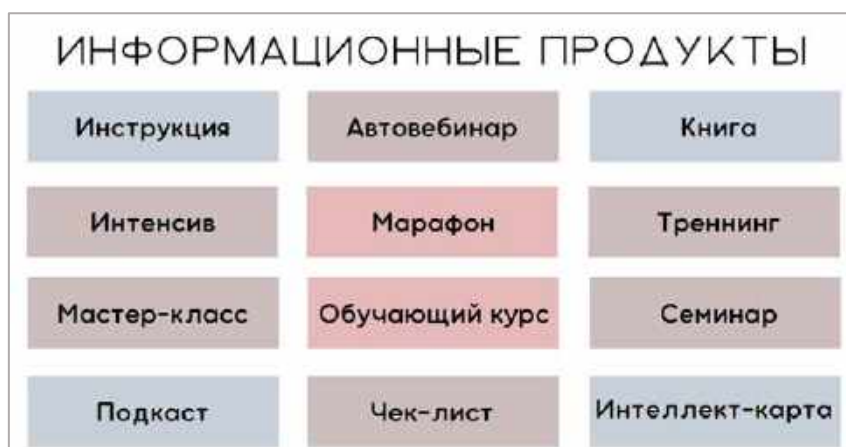 ИНФОРМАЦИОННЫЕ ПРОДУКТЫ
Инструкция
Автовебинар
Книга
Интенсив
Марафон
Треннинг
Мастер-класс
Обучающий курс
Семинар
Подкаст
Чек-лист
Интеллект-карта